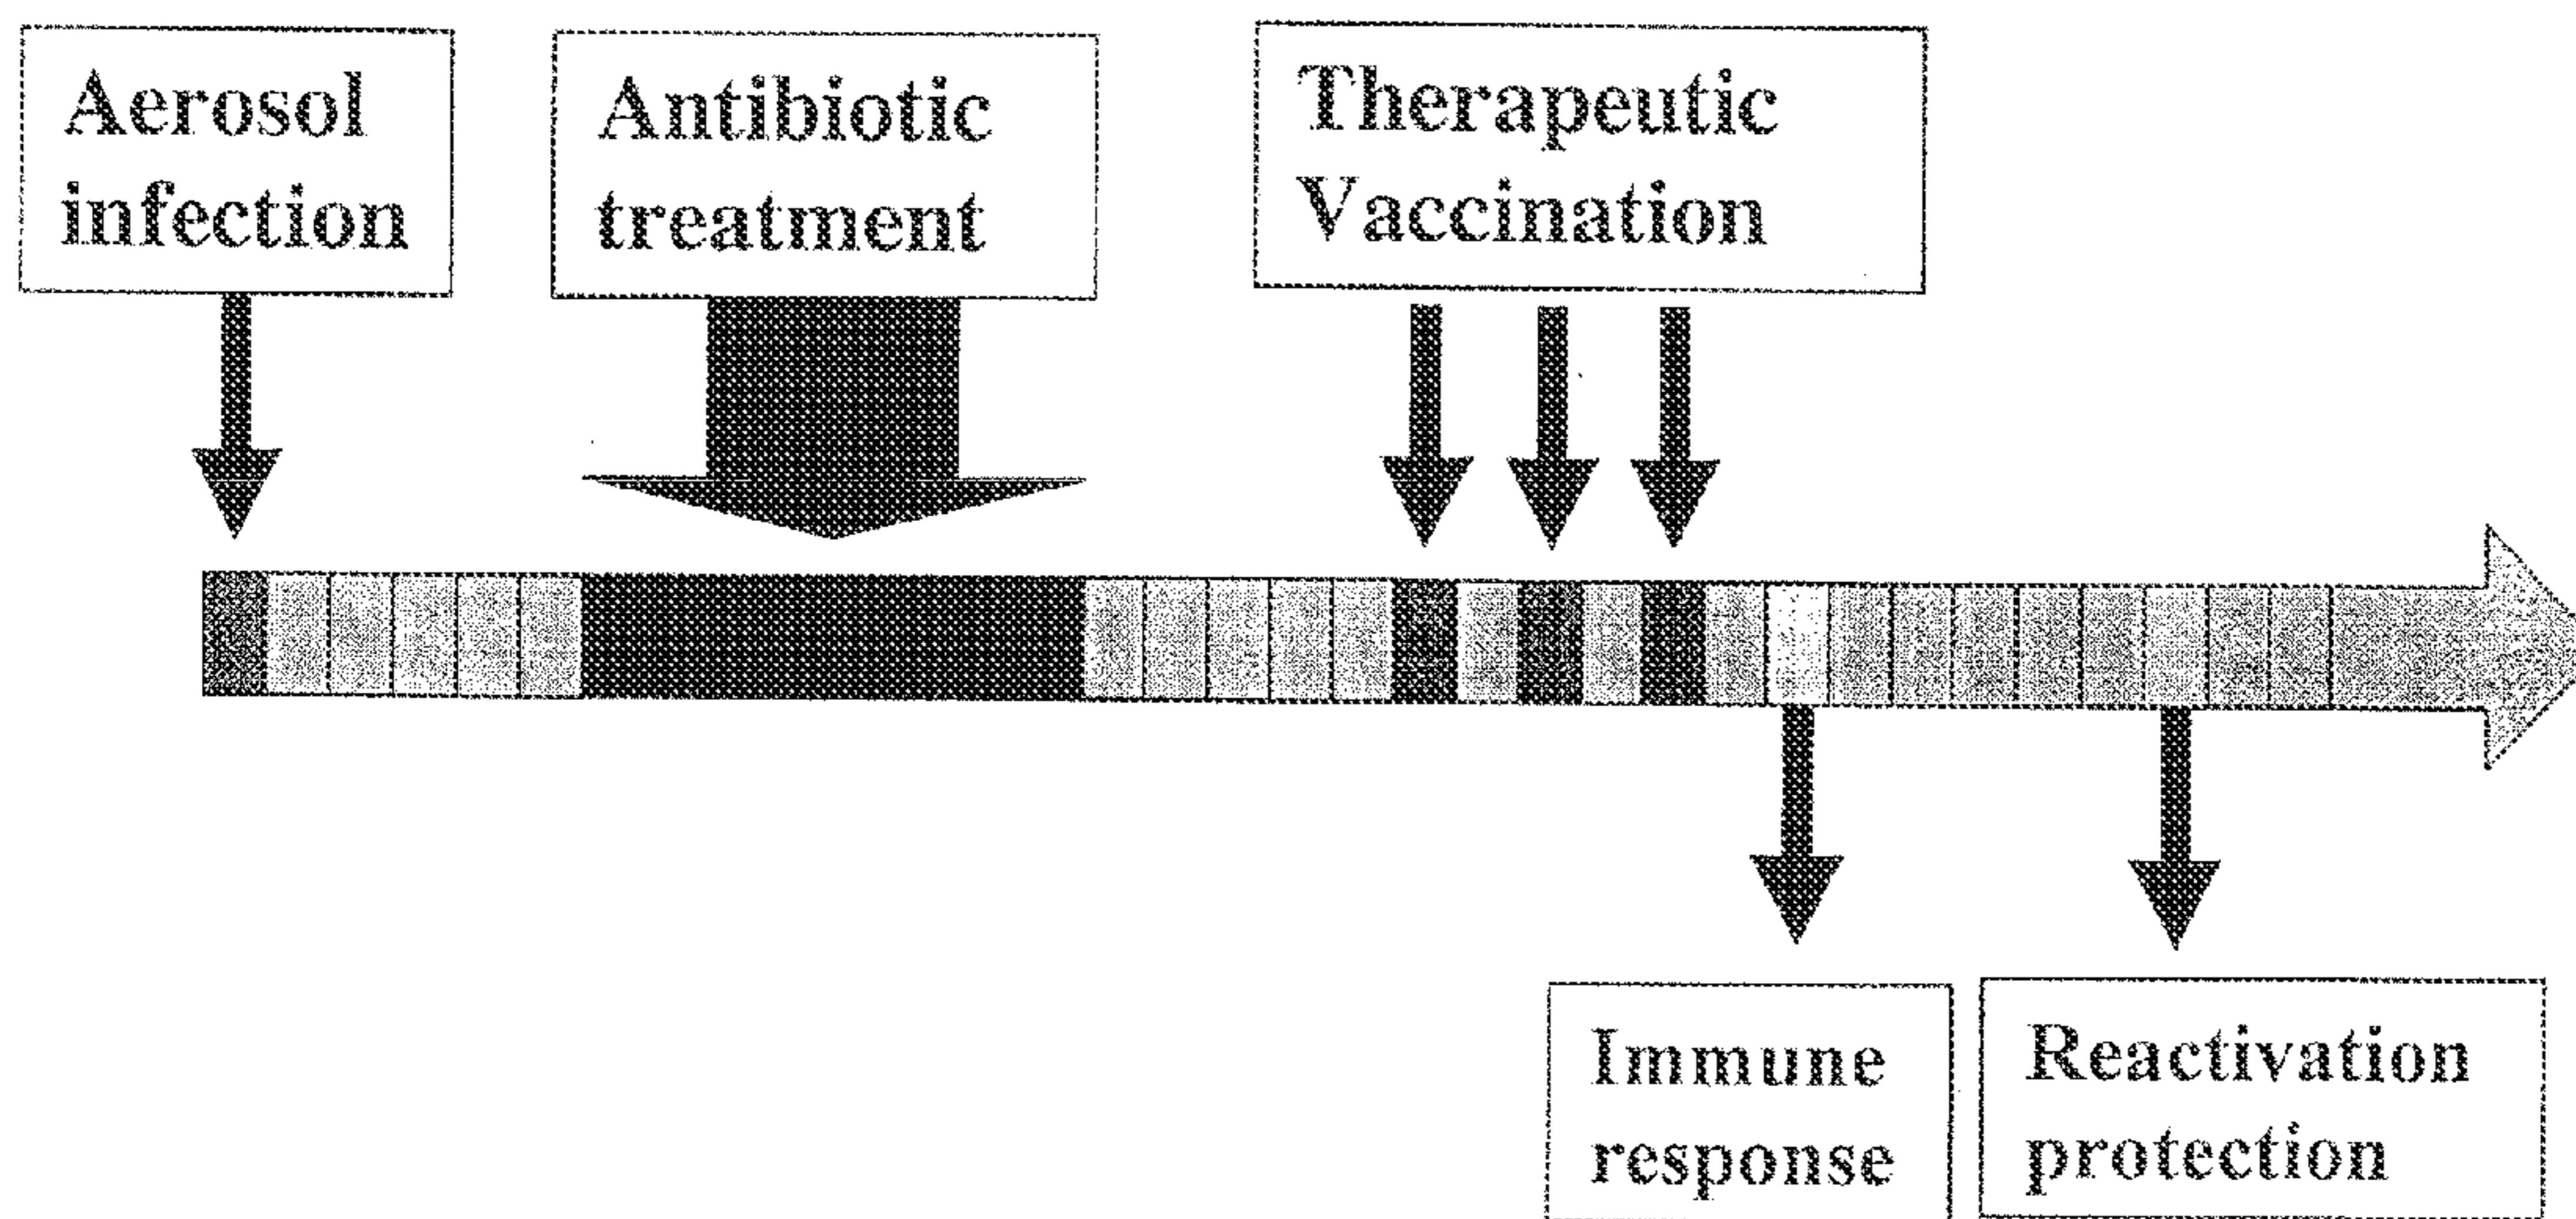 Aerosol
infection
Antibiotic
treatment
Therapeutic
Vaccination
Immune
response
Reactivation
protection